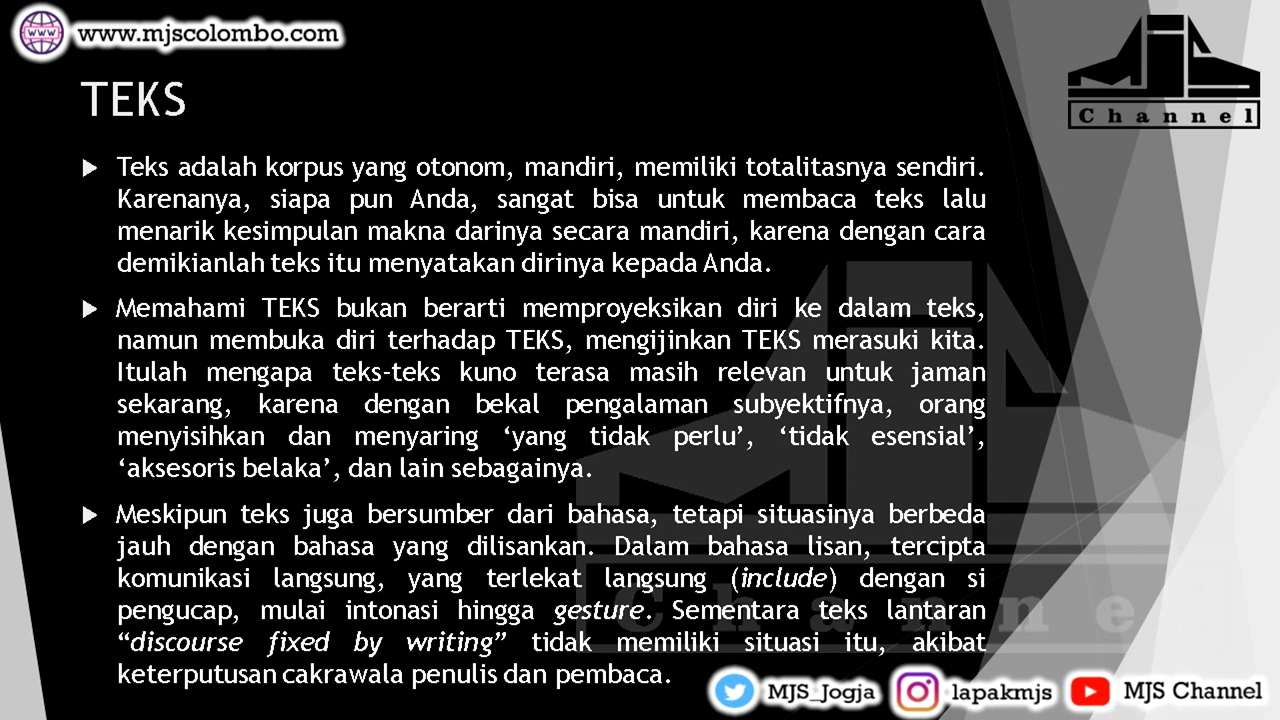 www.mjscolombo.com
MJS
Channel
TEKS
Teks adalah korpus yang otonom, mandiri, memiliki totalitasnya sendiri.
Karenanya, siapa pun Anda, sangat bisa untuk membaca teks lalu
menarik kesimpulan makna darinya secara mandiri, karena dengan cara
demikianlah teks itu menyatakan dirinya kepada Anda.
Memahami TEKS bukan berarti memproyeksikan diri ke dalam teks,
namun membuka diri terhadap TEKS, mengijinkan TEKS merasuki kita.
Itulah mengapa teks-teks kuno terasa masih relevan untuk jaman
sekarang, karena dengan bekal pengalaman subyektifnya, orang
menyisihkan dan menyaring ‘yang tidak perlu’, ‘tidak esensial’,
‘aksesoris belaka’, dan lain sebagainya.
Meskipun teks juga bersumber dari bahasa, tetapi situasinya berbeda
jauh dengan bahasa yang dilisankan. Dalam bahasa lisan, tercipta
komunikasi langsung, yang terlekat langsung (include) dengan si
pengucap, mulai intonasi hingga gesture. Sementara teks lantaran
“discourse fixed by writing” tidak memiliki situasi itu, akibat
keterputusan cakrawala penulis dan pembaca.
MJS
Channel
MJS_Jogja
lapakmjs
MJS Channel